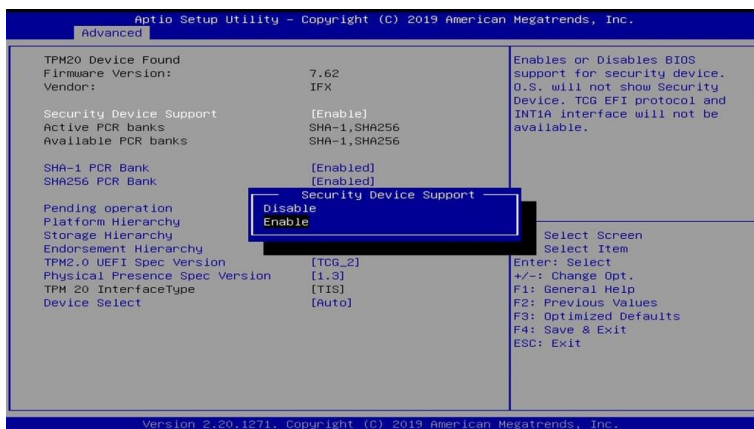 Aptio Setup Utility – Copyright (C) 2019 American Megatrends, Inc.
Advanced
TPM20 Device Found
Firmware Version: 7.62
Vendor: IFX
Security Device Support [Enable]
Active PCR banks SHA-1,SHA256
Available PCR banks SHA-1,SHA256
SHA-1 PCR Bank [Enabled]
SHA256 PCR Bank [Enabled]
Pending operation
Platform Hierarchy
Storage Hierarchy
Endorsement Hierarchy
TPM2.0 UEFI Spec Version [TCG_2]
Physical Presence Spec Version [1.3]
TPM 20 InterfaceType [TIS]
Device Select [Auto]
Security Device Support
Disable
Enable
Enables or Disables BIOS
support for security device.
O.S. will not show Security
Device. TCG EFI protocol and
INT1A interface will not be
available.
Select Screen
Select Item
Enter: Select
+/-: Change Opt.
F1: General Help
F2: Previous Values
F3: Optimized Defaults
F4: Save & Exit
ESC: Exit
Version 2.20.1271. Copyright (C) 2019 American Megatrends, Inc.